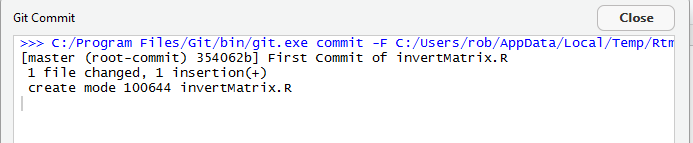 Git Commit
Close
>>> C:/Program Files/Git/bin/git.exe commit -F C:/Users/rob/AppData/Local/Temp/Rtm
[master (root-commit) 354062b] First Commit of invertMatrix.R
1 file changed, 1 insertion(+)
create mode 100644 invertMatrix.R